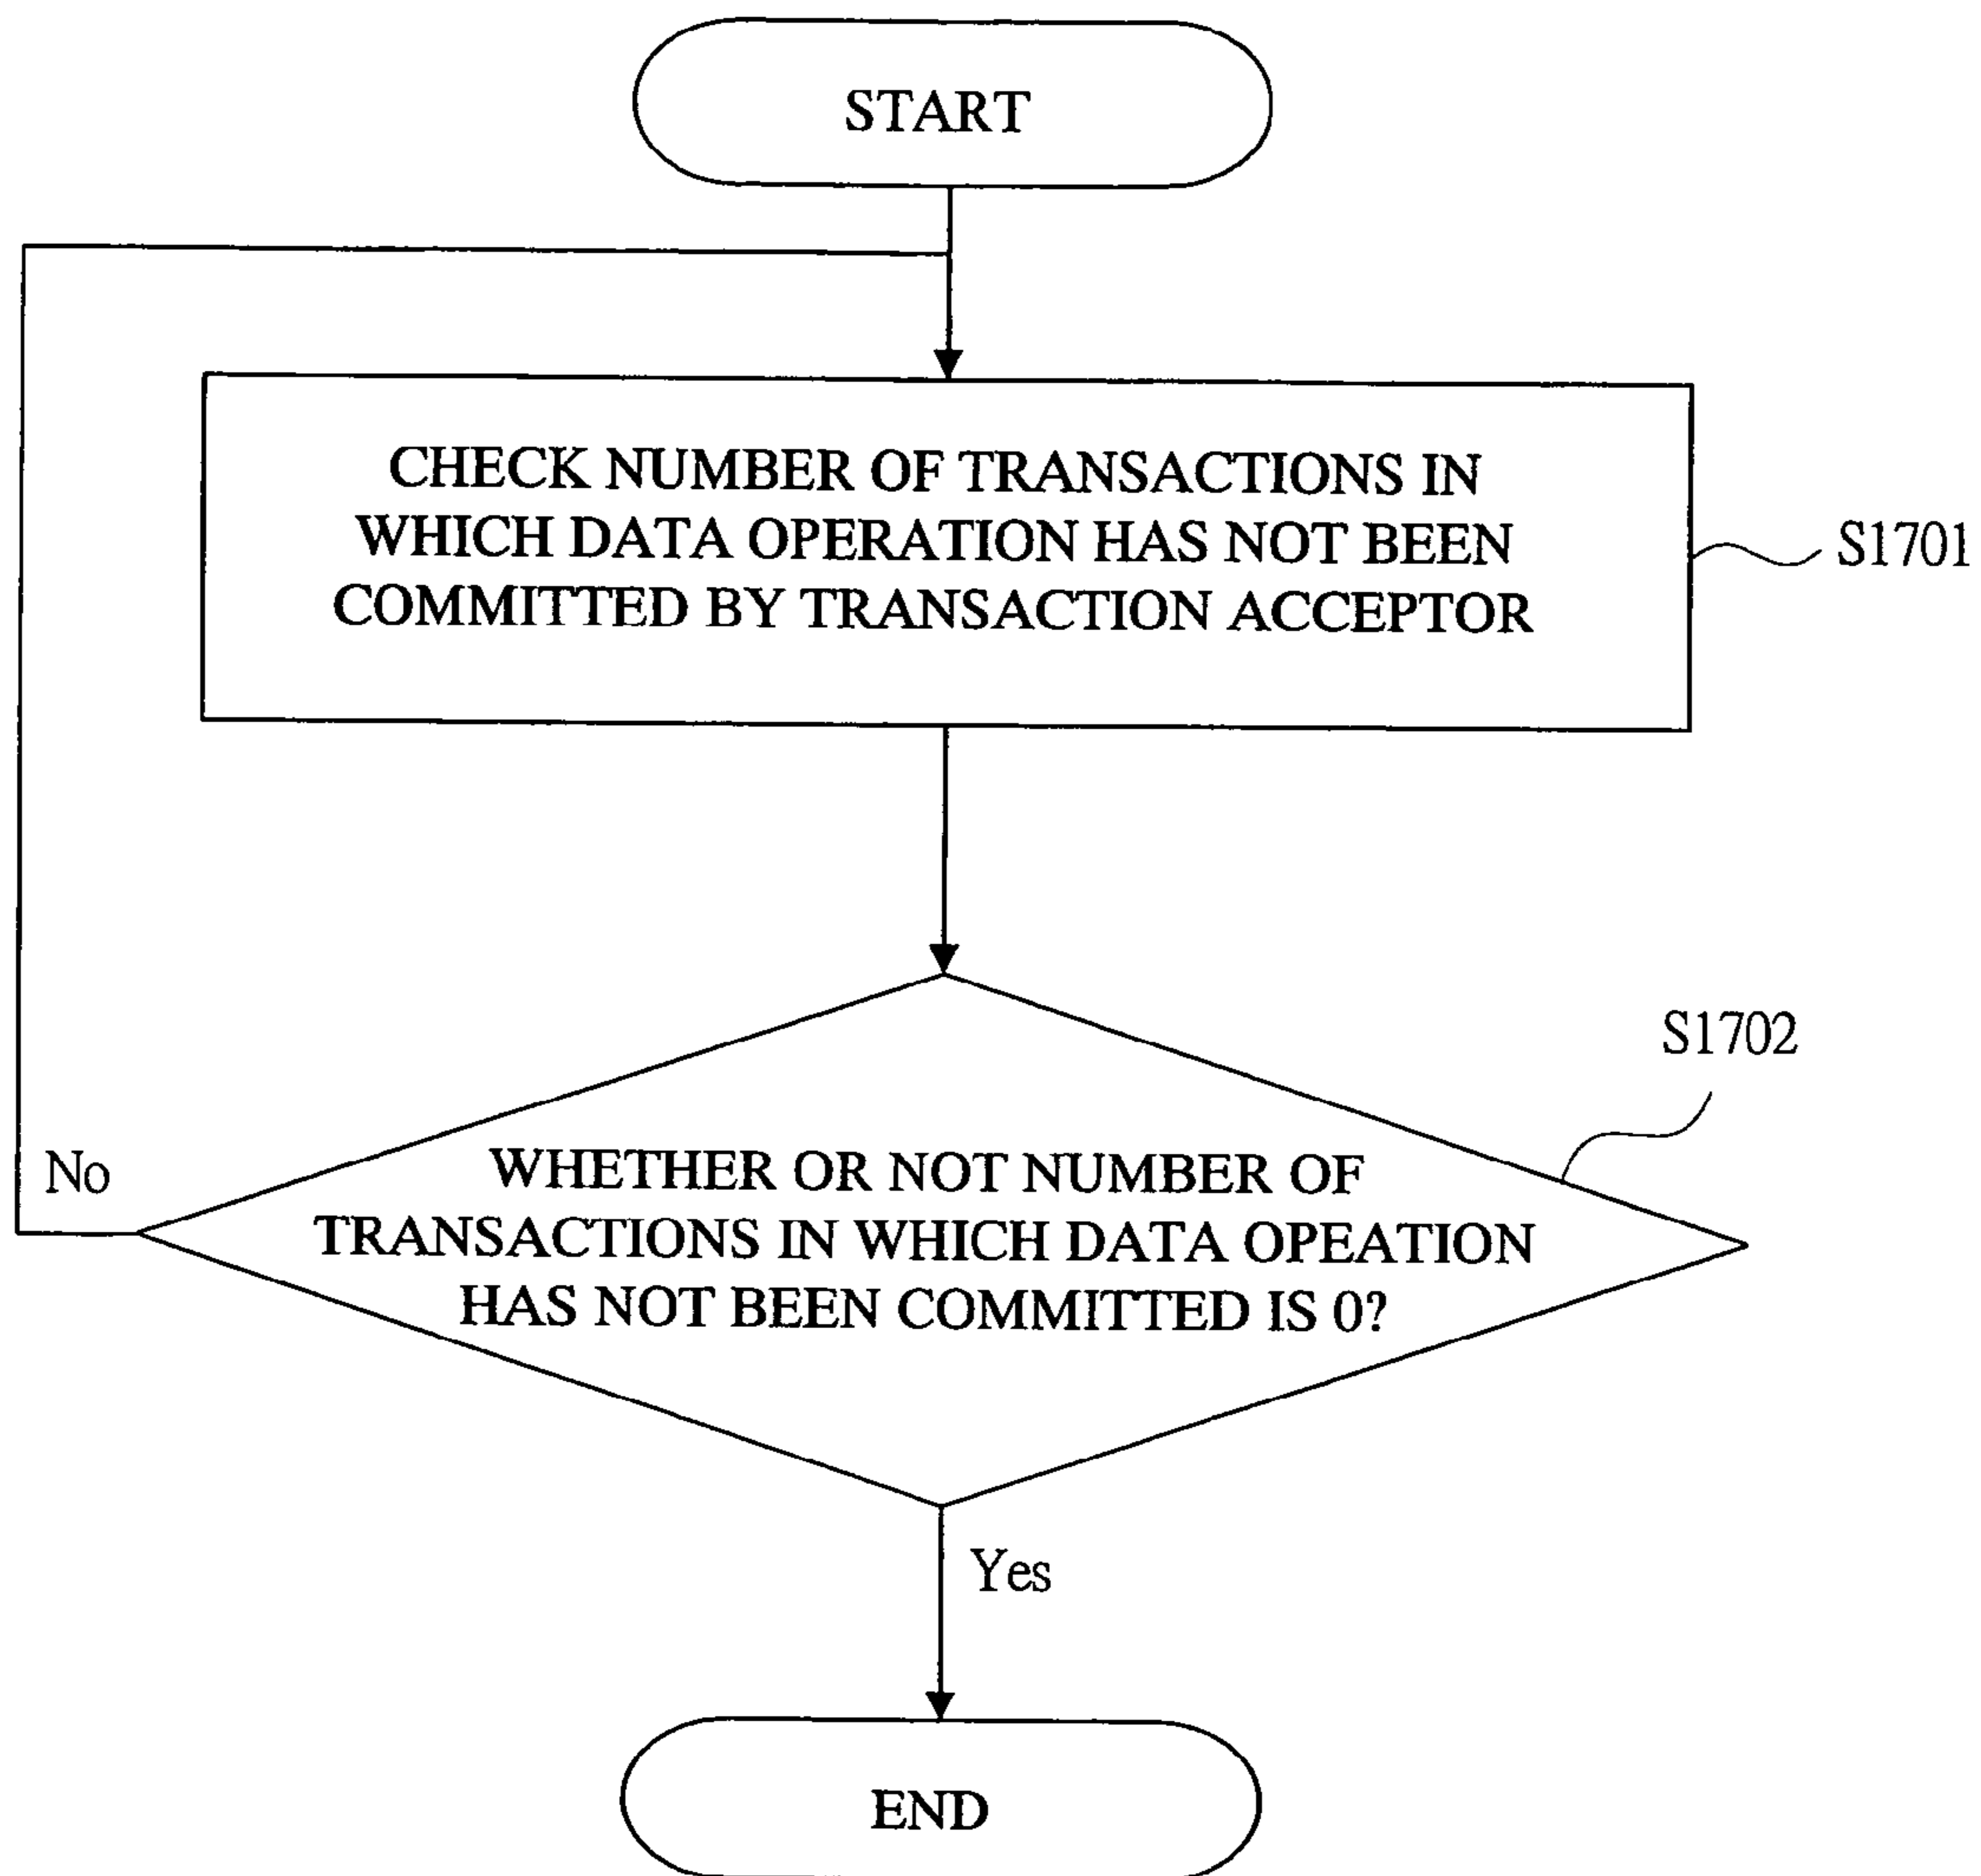 START
CHECK NUMBER OF TRANSACTIONS IN
WHICH DATA OPERATION HAS NOT BEEN
COMMITTED BY TRANSACTION ACCEPTOR
S1701
S1702
No
WHETHER OR NOT NUMBER OF
TRANSACTIONS IN WHICH DATA OPEATION
HAS NOT BEEN COMMITTED IS 0?
Yes
END